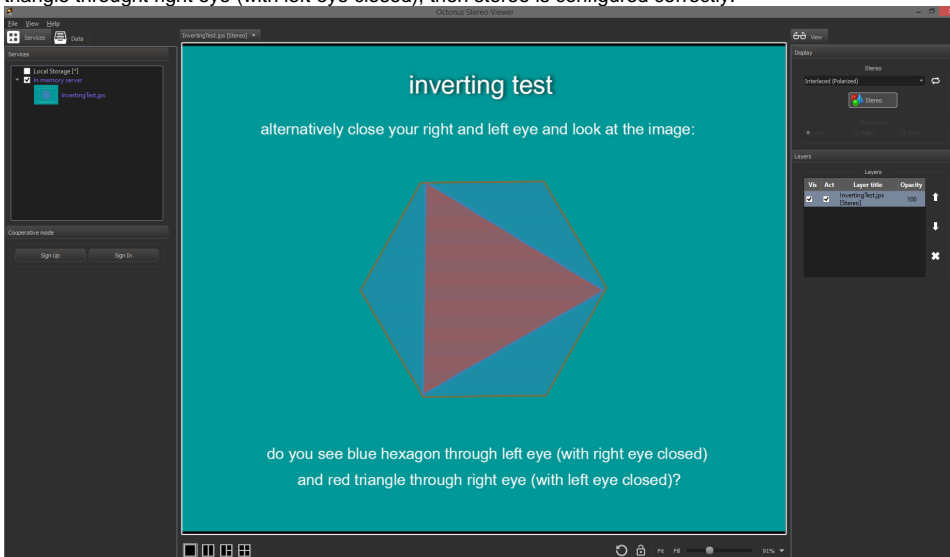 triangle throught right eye (with left eye closed), then stereo is configured correctly.
Octonus Stereo Viewer
File View Help
Services Data
InvertingTest.jps [Stereo]
View
Services
Display
Local Storage [*]
In memory server
InvertingTest.jps
Stereo
Interlaced (Polarized)
Stereo
inverting test
alternatively close your right and left eye and look at the image:
Layers
Layers
Vis Act Layer title Opacity
InvertingTest.jps
[Stereo]
100
Cooperative mode
Sign Up Sign In
do you see blue hexagon through left eye (with right eye closed)
and red triangle through right eye (with left eye closed)?
Fit Fill 91%